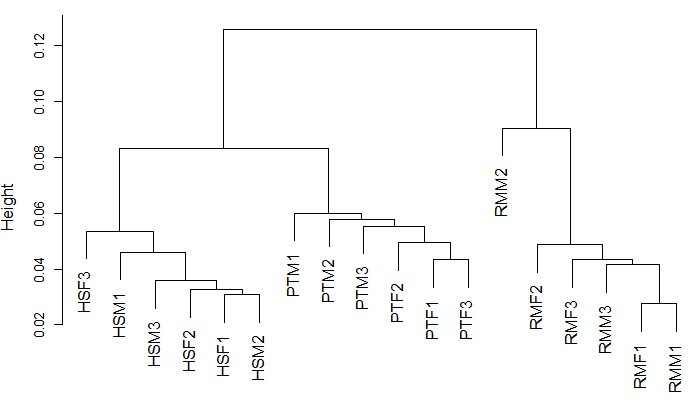 Height
0.12
0.10
0.08
0.06
0.04
0.02
HSF3
HSM1
HSM3
HSF2
HSF1
HSM2
PTM1
PTM2
PTM3
PTF2
PTF1
PTF3
RMM2
RMF2
RMF3
RMM3
RMF1
RMM1